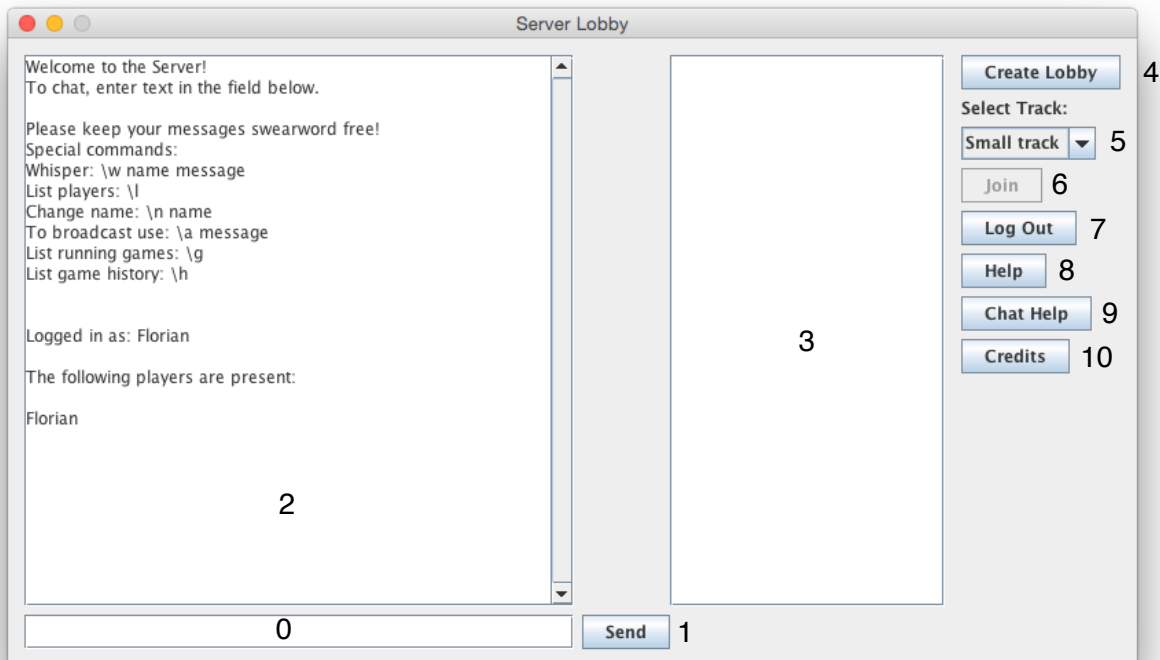 Server Lobby
Welcome to the Server!
To chat, enter text in the field below.
Please keep your messages swearword free!
Special commands:
Whisper: \w name message
List players: \l
Change name: \n name
To broadcast use: \a message
List running games: \g
List game history: \h
Logged in as: Florian
The following players are present:
Florian
2
0
Send 1
3
Create Lobby 4
Select Track:
Small track 5
Join 6
Log Out 7
Help 8
Chat Help 9
Credits 10